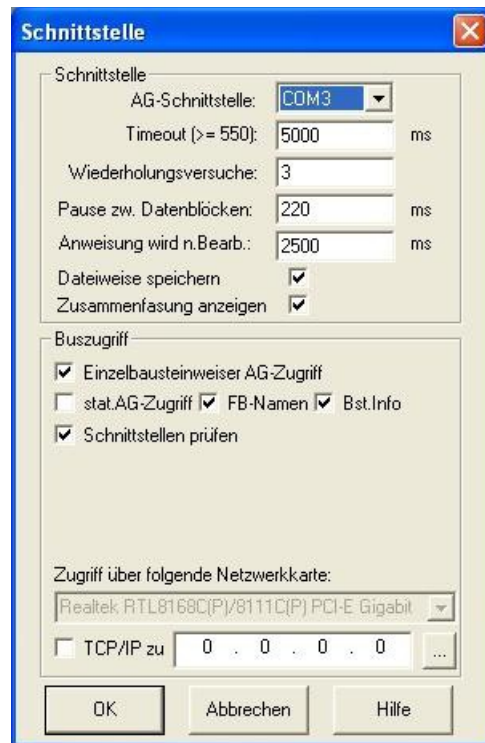 Schnittstelle
Schnittstelle
AG-Schnittstelle: COM3
Timeout (>= 550): 5000 ms
Wiederholungsversuche: 3
Pause zw. Datenblöcken: 220 ms
Anweisung wird n.Bearb.: 2500 ms
Dateiweise speichern
Zusammenfasung anzeigen
Buszugriff
Einzelbausteinweiser AG-Zugriff
stat.AG-Zugriff FB-Namen Bst.Info
Schnittstellen prüfen
Zugriff über folgende Netzwerkkarte:
Realtek RTL8168C(P)/8111C(P) PCI-E Gigabit
TCP/IP zu 0 . 0 . 0 . 0 ...
OK Abbrechen Hilfe